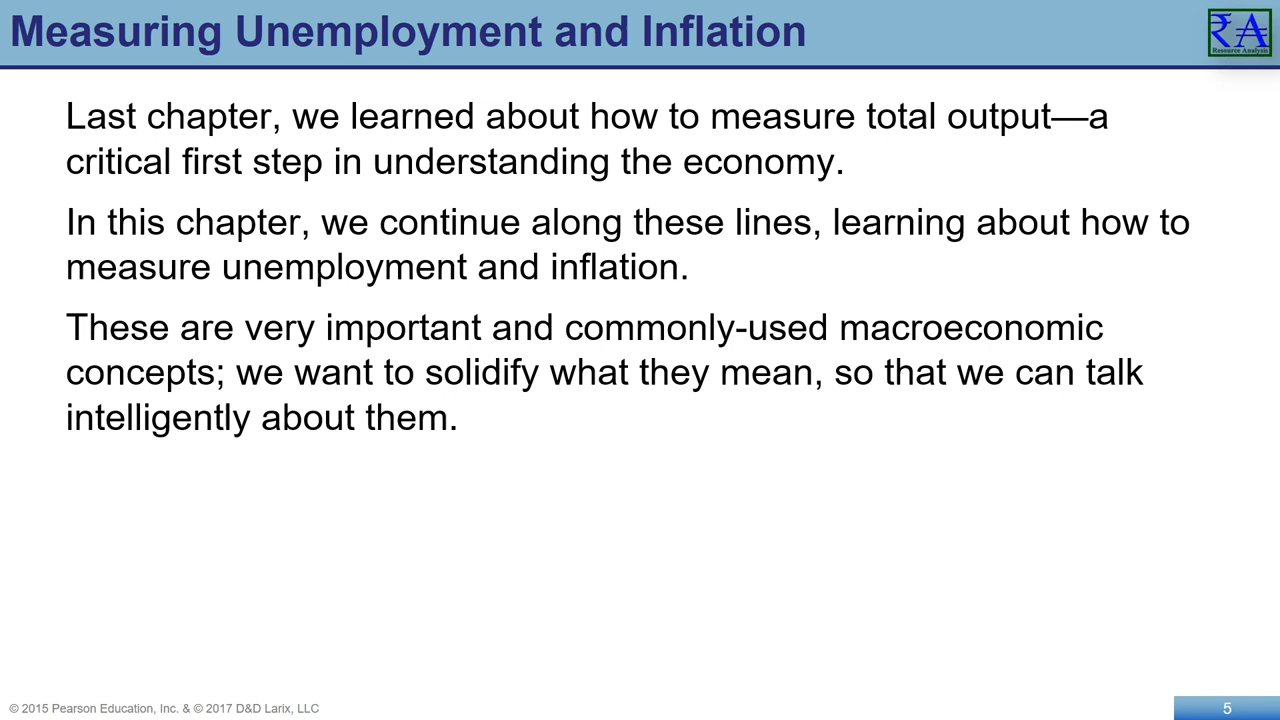 Measuring Unemployment and Inflation
₹A
Resource Analysis
Last chapter, we learned about how to measure total output—a
critical first step in understanding the economy.
In this chapter, we continue along these lines, learning about how to
measure unemployment and inflation.
These are very important and commonly-used macroeconomic
concepts; we want to solidify what they mean, so that we can talk
intelligently about them.
© 2015 Pearson Education, Inc. & © 2017 D&D Larix, LLC
5